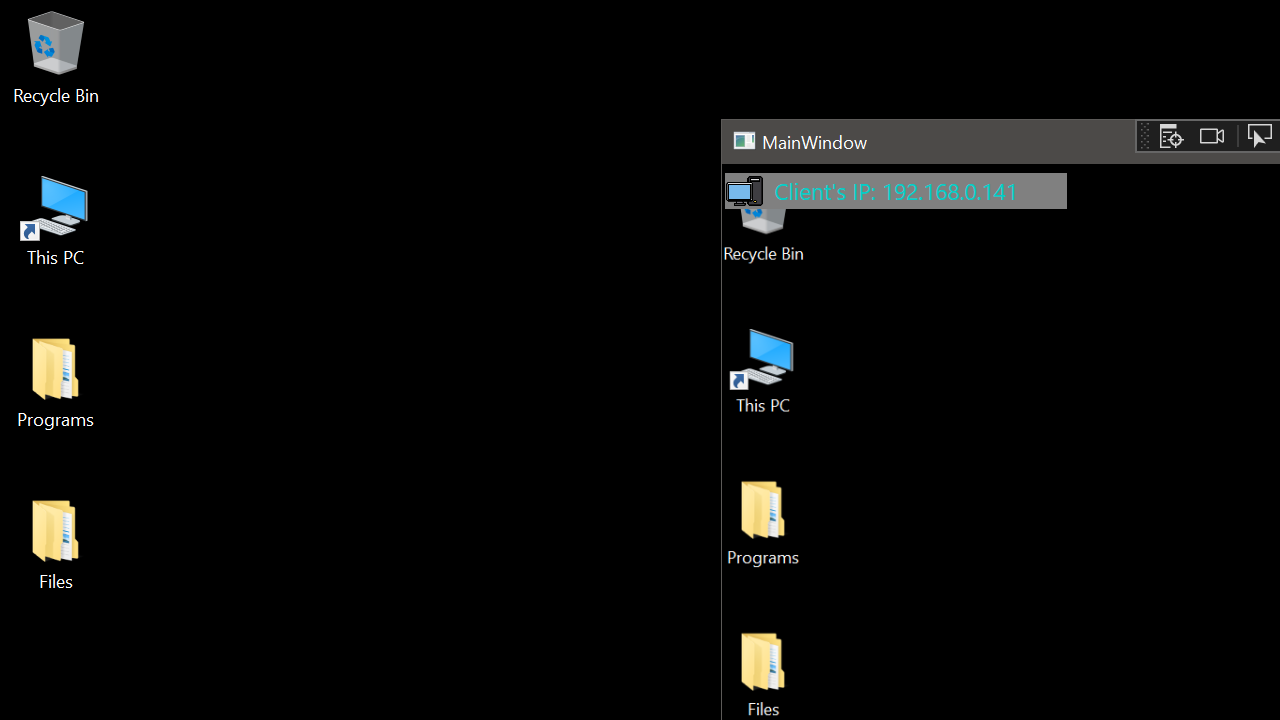 Recycle Bin
This PC
Programs
Files
MainWindow
Client's IP: 192.168.0.141
Recycle Bin
This PC
Programs
Files